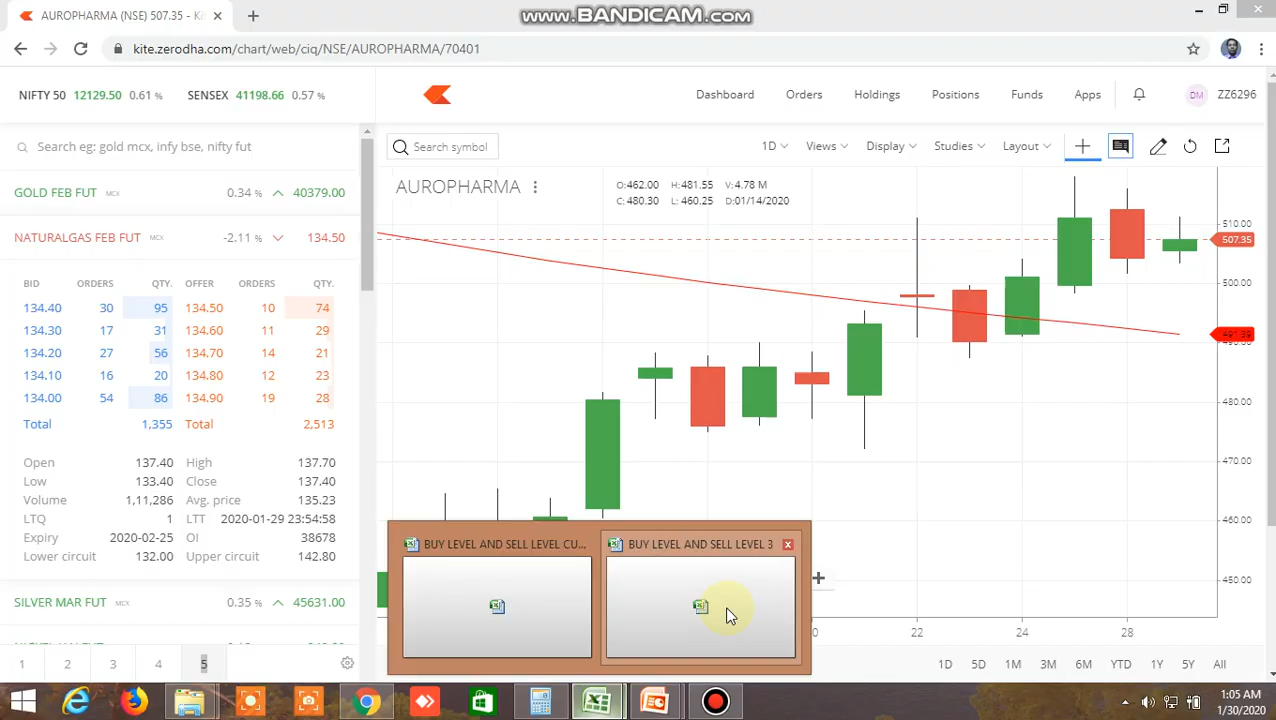 AUROPHARMA (NSE) 507.35 - Ki
www.BANDICAM.com
kite.zerodha.com/chart/web/ciq/NSE/AUROPHARMA/70401
NIFTY 50 12129.50 0.61 % SENSEX 41198.66 0.57 %
Dashboard Orders Holdings Positions Funds Apps DM ZZ6296
Search eg: gold mcx, infy bse, nifty fut
Search symbol 1D Views Display Studies Layout
GOLD FEB FUT MCX 0.34 % 40379.00
AUROPHARMA
O:462.00 H:481.55 V:4.78 M
C:480.30 L:460.25 D:01/14/2020
NATURALGAS FEB FUT MCX -2.11 % 134.50
BID ORDERS QTY. OFFER ORDERS QTY.
134.40 30 95 134.50 10 74
134.30 17 31 134.60 11 29
134.20 27 56 134.70 14 21
134.10 16 20 134.80 12 23
134.00 54 86 134.90 19 28
Total 1,355 Total 2,513
Open 137.40 High 137.70
Low 133.40 Close 137.40
Volume 1,11,286 Avg. price 135.23
LTQ 1 LTT 2020-01-29 23:54:58
Expiry 2020-02-25 OI 38678
Lower circuit 132.00 Upper circuit 142.80
SILVER MAR FUT MCX 0.35 % 45631.00
1 2 3 4 5
510.00
507.35
500.00
491.39
480.00
470.00
460.00
450.00
BUY LEVEL AND SELL LEVEL CU... BUY LEVEL AND SELL LEVEL 3
22 24 28
1D 5D 1M 3M 6M YTD 1Y 5Y All
1:05 AM
1/30/2020